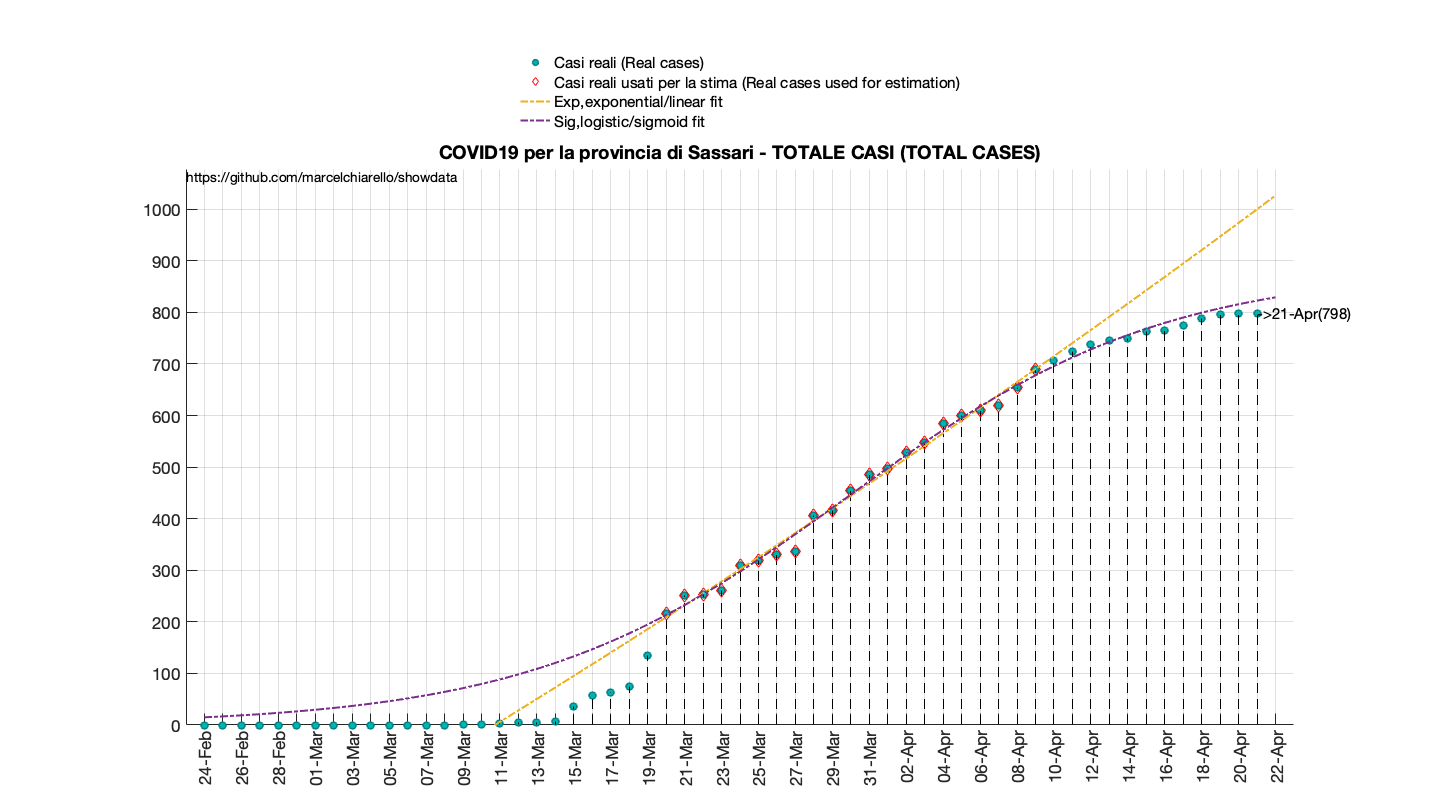 Casi reali (Real cases)
Casi reali usati per la stima (Real cases used for estimation)
Exp,exponential/linear fit
Sig,logistic/sigmoid fit
COVID19 per la provincia di Sassari - TOTALE CASI (TOTAL CASES)
https://github.com/marcelchiarello/showdata
1000
900
800
700
600
500
400
300
200
100
0
>21-Apr(798)
24-Feb
26-Feb
28-Feb
01-Mar
03-Mar
05-Mar
07-Mar
09-Mar
11-Mar
13-Mar
15-Mar
17-Mar
19-Mar
21-Mar
23-Mar
25-Mar
27-Mar
29-Mar
31-Mar
02-Apr
04-Apr
06-Apr
08-Apr
10-Apr
12-Apr
14-Apr
16-Apr
18-Apr
20-Apr
22-Apr